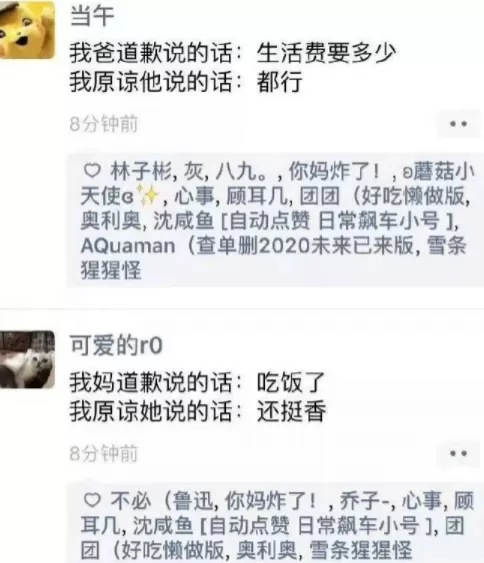 当午
我爸道歉说的话：生活费要多少
我原谅他说的话：都行
8分钟前
林子彬, 灰, 八九。, 你妈炸了！, ʚ蘑菇小
天使ɞ✨, 心事, 顾耳几, 团团（好吃懒做版,
奥利奥, 沈咸鱼 [自动点赞 日常飙车小号 ],
AQuaman（查单删2020未来已来版, 雪条
猩猩怪
可爱的r0
我妈道歉说的话：吃饭了
我原谅她说的话：还挺香
8分钟前
不必（鲁迅, 你妈炸了！, 乔子-, 心事, 顾
耳几, 沈咸鱼 [自动点赞 日常飙车小号 ], 团
团（好吃懒做版, 奥利奥, 雪条猩猩怪